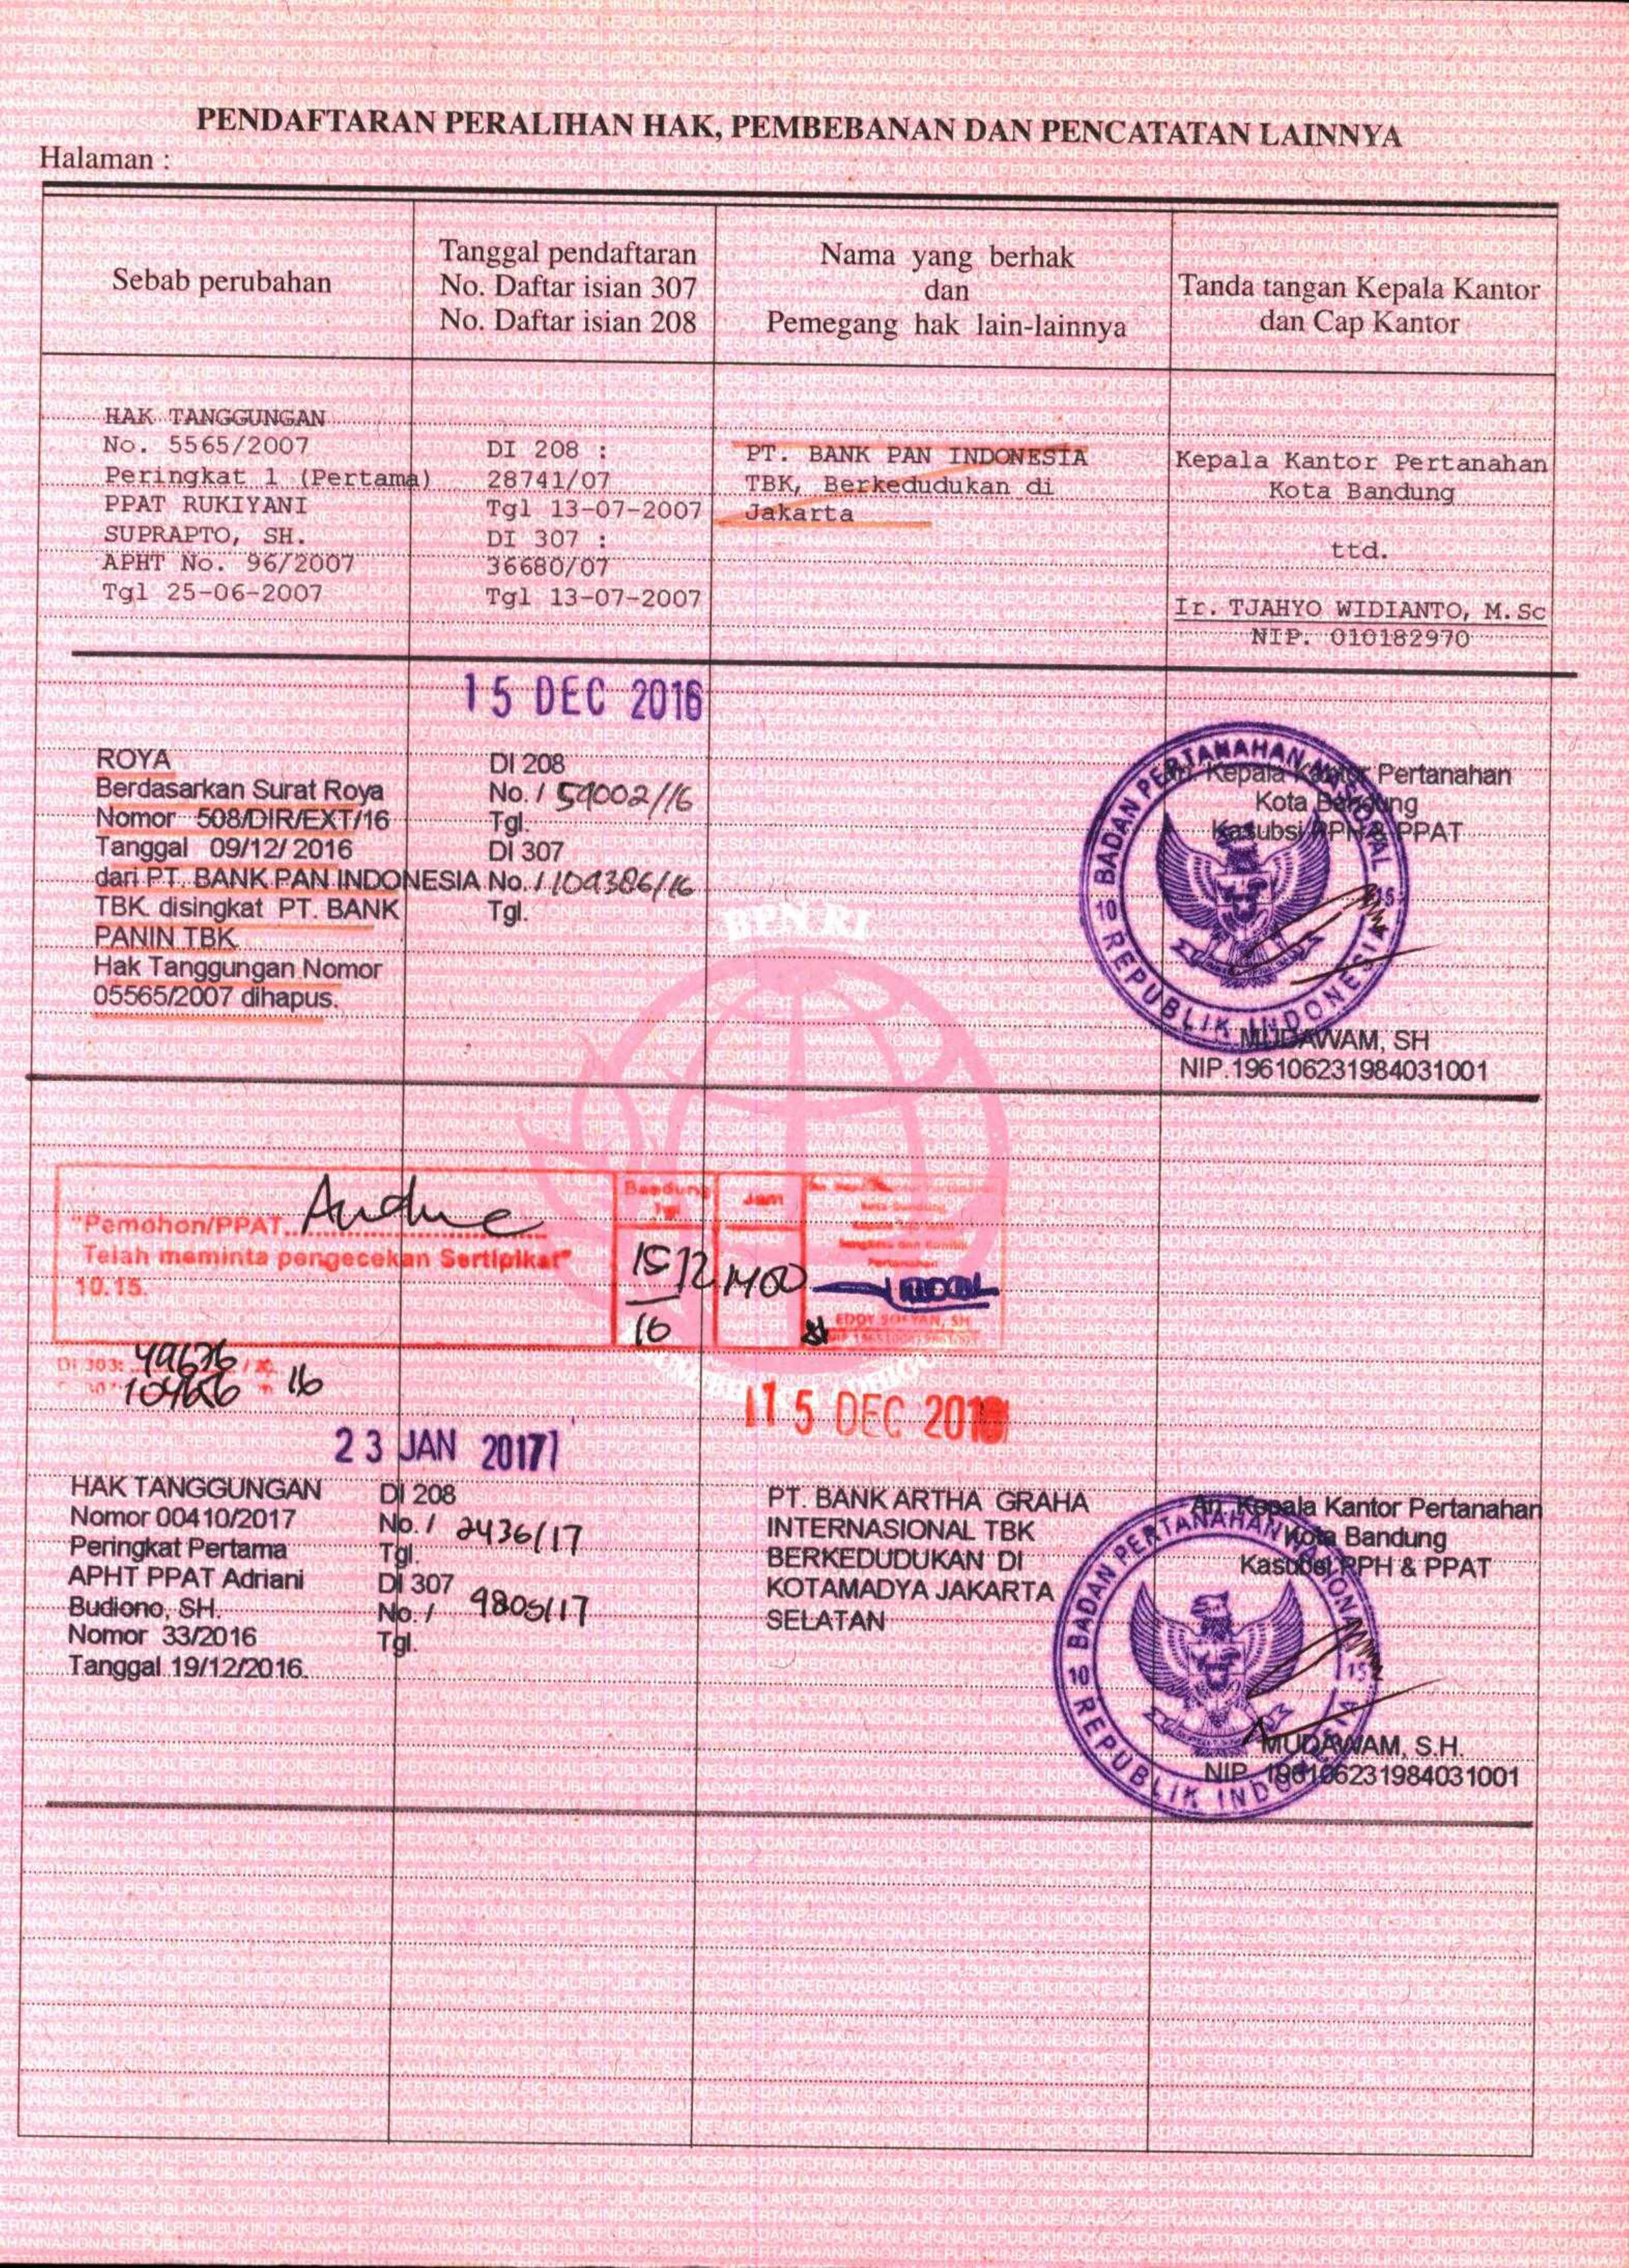 PENDAFTARAN PERALIHAN HAK, PEMBEBANAN DAN PENCATATAN LAINNYA
Halaman :
Sebab perubahan
Tanggal pendaftaran
No. Daftar isian 307
No. Daftar isian 208
Nama yang berhak
dan
Pemegang hak lain-lainnya
Tanda tangan Kepala Kantor
dan Cap Kantor
HAK TANGGUNGAN
No. 5565/2007
Peringkat 1 (Pertama)
PPAT RUKIYANI
SUPRAPTO, SH.
APHT No. 96/2007
Tgl 25-06-2007
DI 208 :
28741/07
Tgl 13-07-2007
DI 307 :
36680/07
Tgl 13-07-2007
PT. BANK PAN INDONESIA
TBK, Berkedudukan di
Jakarta
Kepala Kantor Pertanahan
Kota Bandung
ttd.
Ir. TJAHYO WIDIANTO, M.Sc
NIP. 010182970
15 DEC 2016
ROYA
Berdasarkan Surat Roya
Nomor 508/DIR/EXT/16
Tanggal 09/12/2016
dari PT. BANK PAN INDONESIA
TBK disingkat PT. BANK
PANIN TBK
Hak Tanggungan Nomor
05565/2007 dihapus.
DI 208
No. / 59002/16
Tgl.
DI 307
No. / 104386/16
Tgl.
Kepala Kantor Pertanahan
Kota Bandung
Kasubsi PPH & PPAT
BADAN PERTANAHAN NASIONAL
REPUBLIK INDONESIA
10
15
MUDAWAM, SH
NIP.196106231984031001
BPN RI
"Pemohon/PPAT
Telah meminta pengecekan Sertipikat"
10.15.
Bandung
Tgl
15/12
16
Jam
1400
EDDY SOFYAN, SH
DI 303: 49676
16
15 DEC 201
23 JAN 2017
HAK TANGGUNGAN
Nomor 00410/2017
Peringkat Pertama
APHT PPAT Adriani
Budiono, SH.
Nomor 33/2016
Tanggal 19/12/2016.
DI 208
No. / 2436/17
Tgl.
DI 307
No. / 9805/17
Tgl.
PT. BANK ARTHA GRAHA
INTERNASIONAL TBK
BERKEDUDUKAN DI
KOTAMADYA JAKARTA
SELATAN
An. Kepala Kantor Pertanahan
Kota Bandung
Kasubsi PPH & PPAT
BADAN PERTANAHAN NASIONAL
REPUBLIK INDONESIA
10
15
MUDAWAM, S.H.
NIP. 196106231984031001